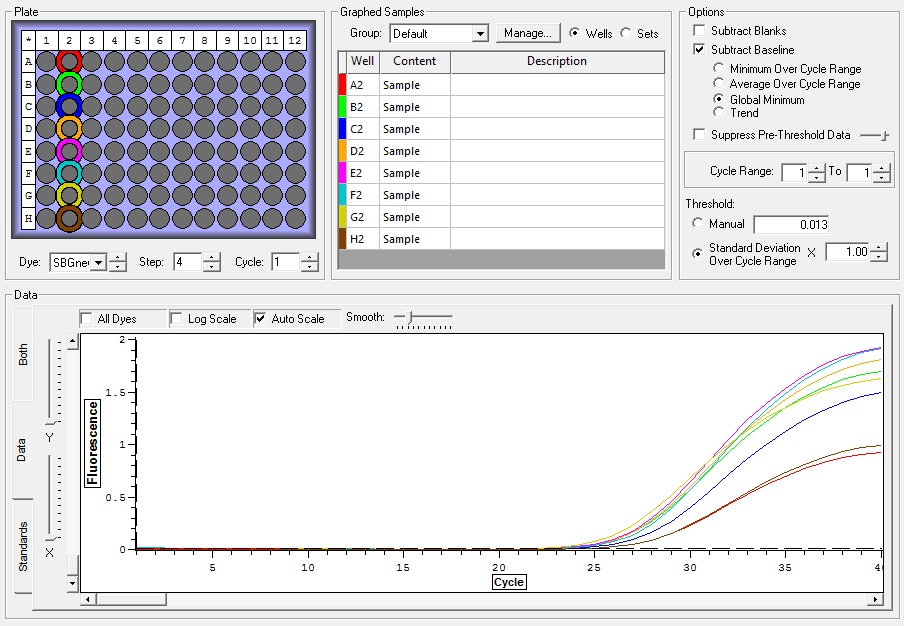 Plate
* 1 2 3 4 5 6 7 8 9 10 11 12
A
B
C
D
E
F
G
H
Dye: SBGne Step: 4 Cycle: 1
Graphed Samples
Group: Default Manage... Wells Sets
Well Content Description
A2 Sample
B2 Sample
C2 Sample
D2 Sample
E2 Sample
F2 Sample
G2 Sample
H2 Sample
Options
Subtract Blanks
Subtract Baseline
Minimum Over Cycle Range
Average Over Cycle Range
Global Minimum
Trend
Suppress Pre-Threshold Data
Cycle Range: 1 To 1
Threshold:
Manual 0.013
Standard Deviation
Over Cycle Range X 1.00
Data
Both
Data
Standards
Y
X
All Dyes Log Scale Auto Scale Smooth:
Fluorescence
2
1.5
1
0.5
0
5 10 15 20 25 30 35 40
Cycle